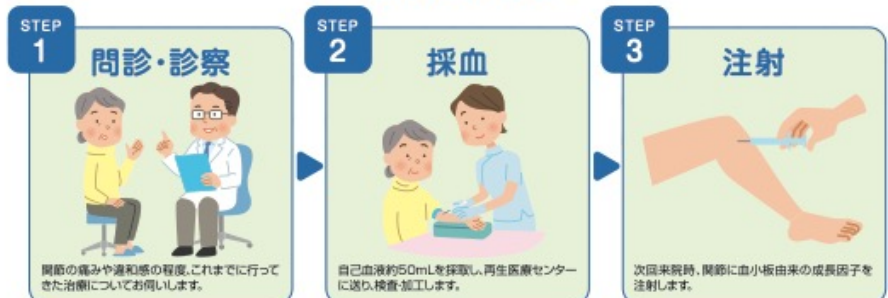 STEP
1
問診・診察
関節の痛みや違和感の程度、これまでに行って
きた治療についてお伺いします。
STEP
2
採血
自己血液約50mLを採取し、再生医療センター
に送り、検査・加工します。
STEP
3
注射
次回来院時、関節に血小板由来の成長因子を
注射します。